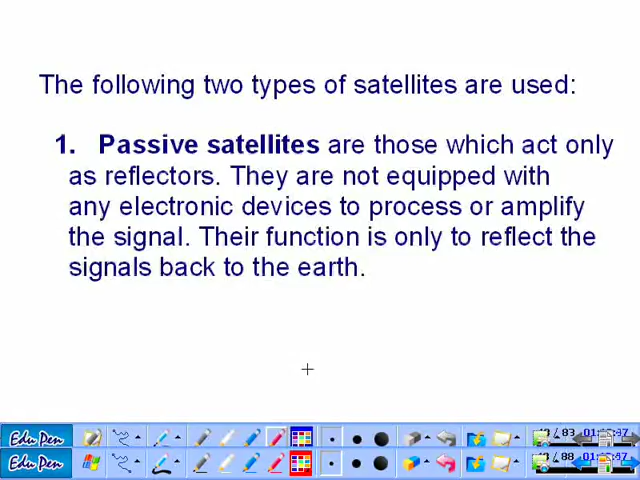 The following two types of satellites are used:
1. Passive satellites are those which act only
as reflectors. They are not equipped with
any electronic devices to process or amplify
the signal. Their function is only to reflect the
signals back to the earth.
Edu Pen
Edu Pen